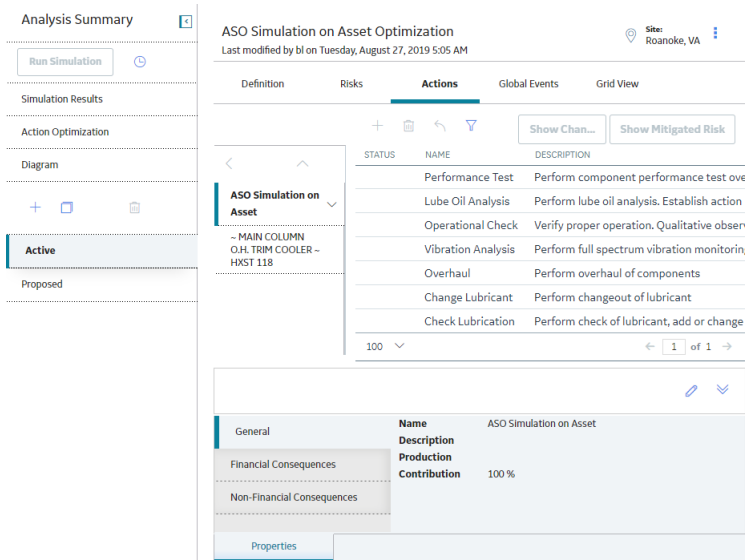 Analysis Summary
Run Simulation
Simulation Results
Action Optimization
Diagram
Active
Proposed
ASO Simulation on Asset Optimization
Last modified by bl on Tuesday, August 27, 2019 5:05 AM
Site:
Roanoke, VA
Definition Risks Actions Global Events Grid View
Show Chan... Show Mitigated Risk
STATUS NAME DESCRIPTION
ASO Simulation on
Asset
~ MAIN COLUMN
O.H. TRIM COOLER ~
HXST 118
Performance Test Perform component performance test ove
Lube Oil Analysis Perform lube oil analysis. Establish action
Operational Check Verify proper operation. Qualitative observ
Vibration Analysis Perform full spectrum vibration monitoring
Overhaul Perform overhaul of components
Change Lubricant Perform changeout of lubricant
Check Lubrication Perform check of lubricant, add or change
100 1 of 1
General
Financial Consequences
Non-Financial Consequences
Name ASO Simulation on Asset
Description
Production
Contribution 100 %
Properties